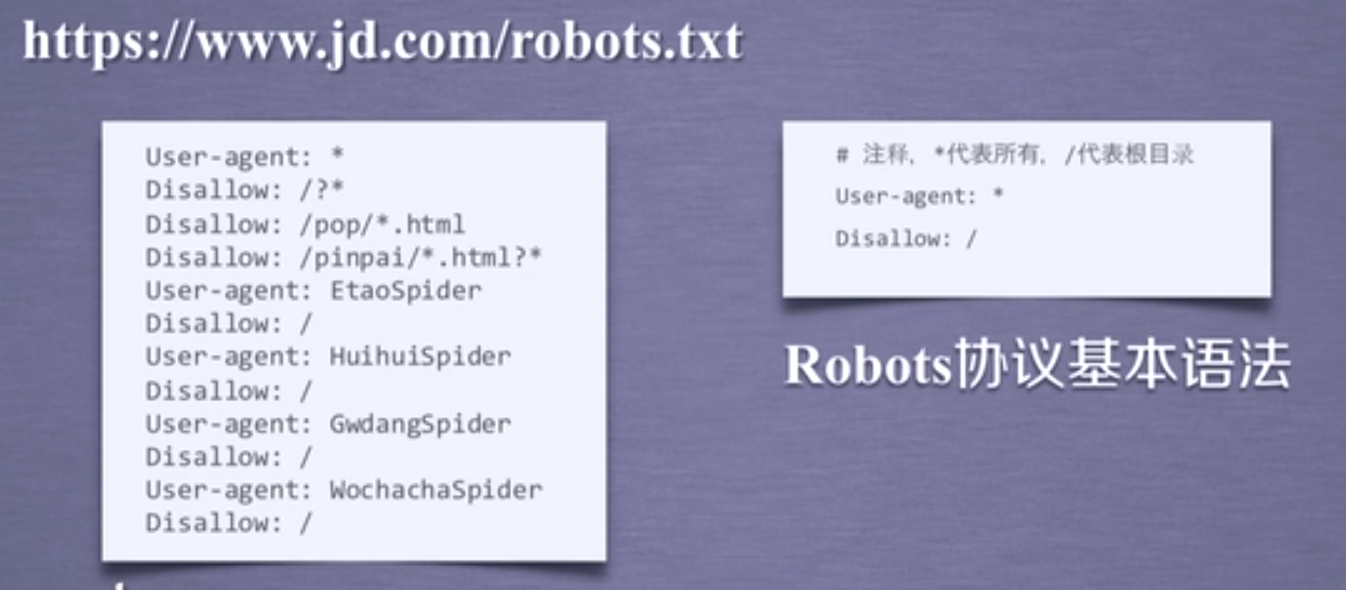 https://www.jd.com/robots.txt
User-agent: *
Disallow: /?*
Disallow: /pop/*.html
Disallow: /pinpai/*.html?*
User-agent: EtaoSpider
Disallow: /
User-agent: HuihuiSpider
Disallow: /
User-agent: GwdangSpider
Disallow: /
User-agent: WochachaSpider
Disallow: /
# 注释, *代表所有, /代表根目录
User-agent: *
Disallow: /
Robots协议基本语法